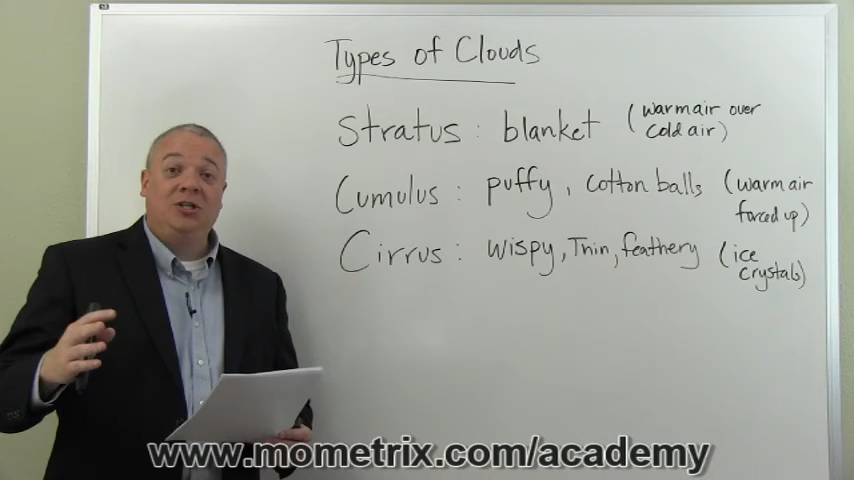 Types of Clouds
Stratus : blanket (warm air over
cold air)
Cumulus : puffy, cotton balls (warm air
forced up)
Cirrus : wispy, Thin, feathery (ice
crystals)
www.mometrix.com/academy